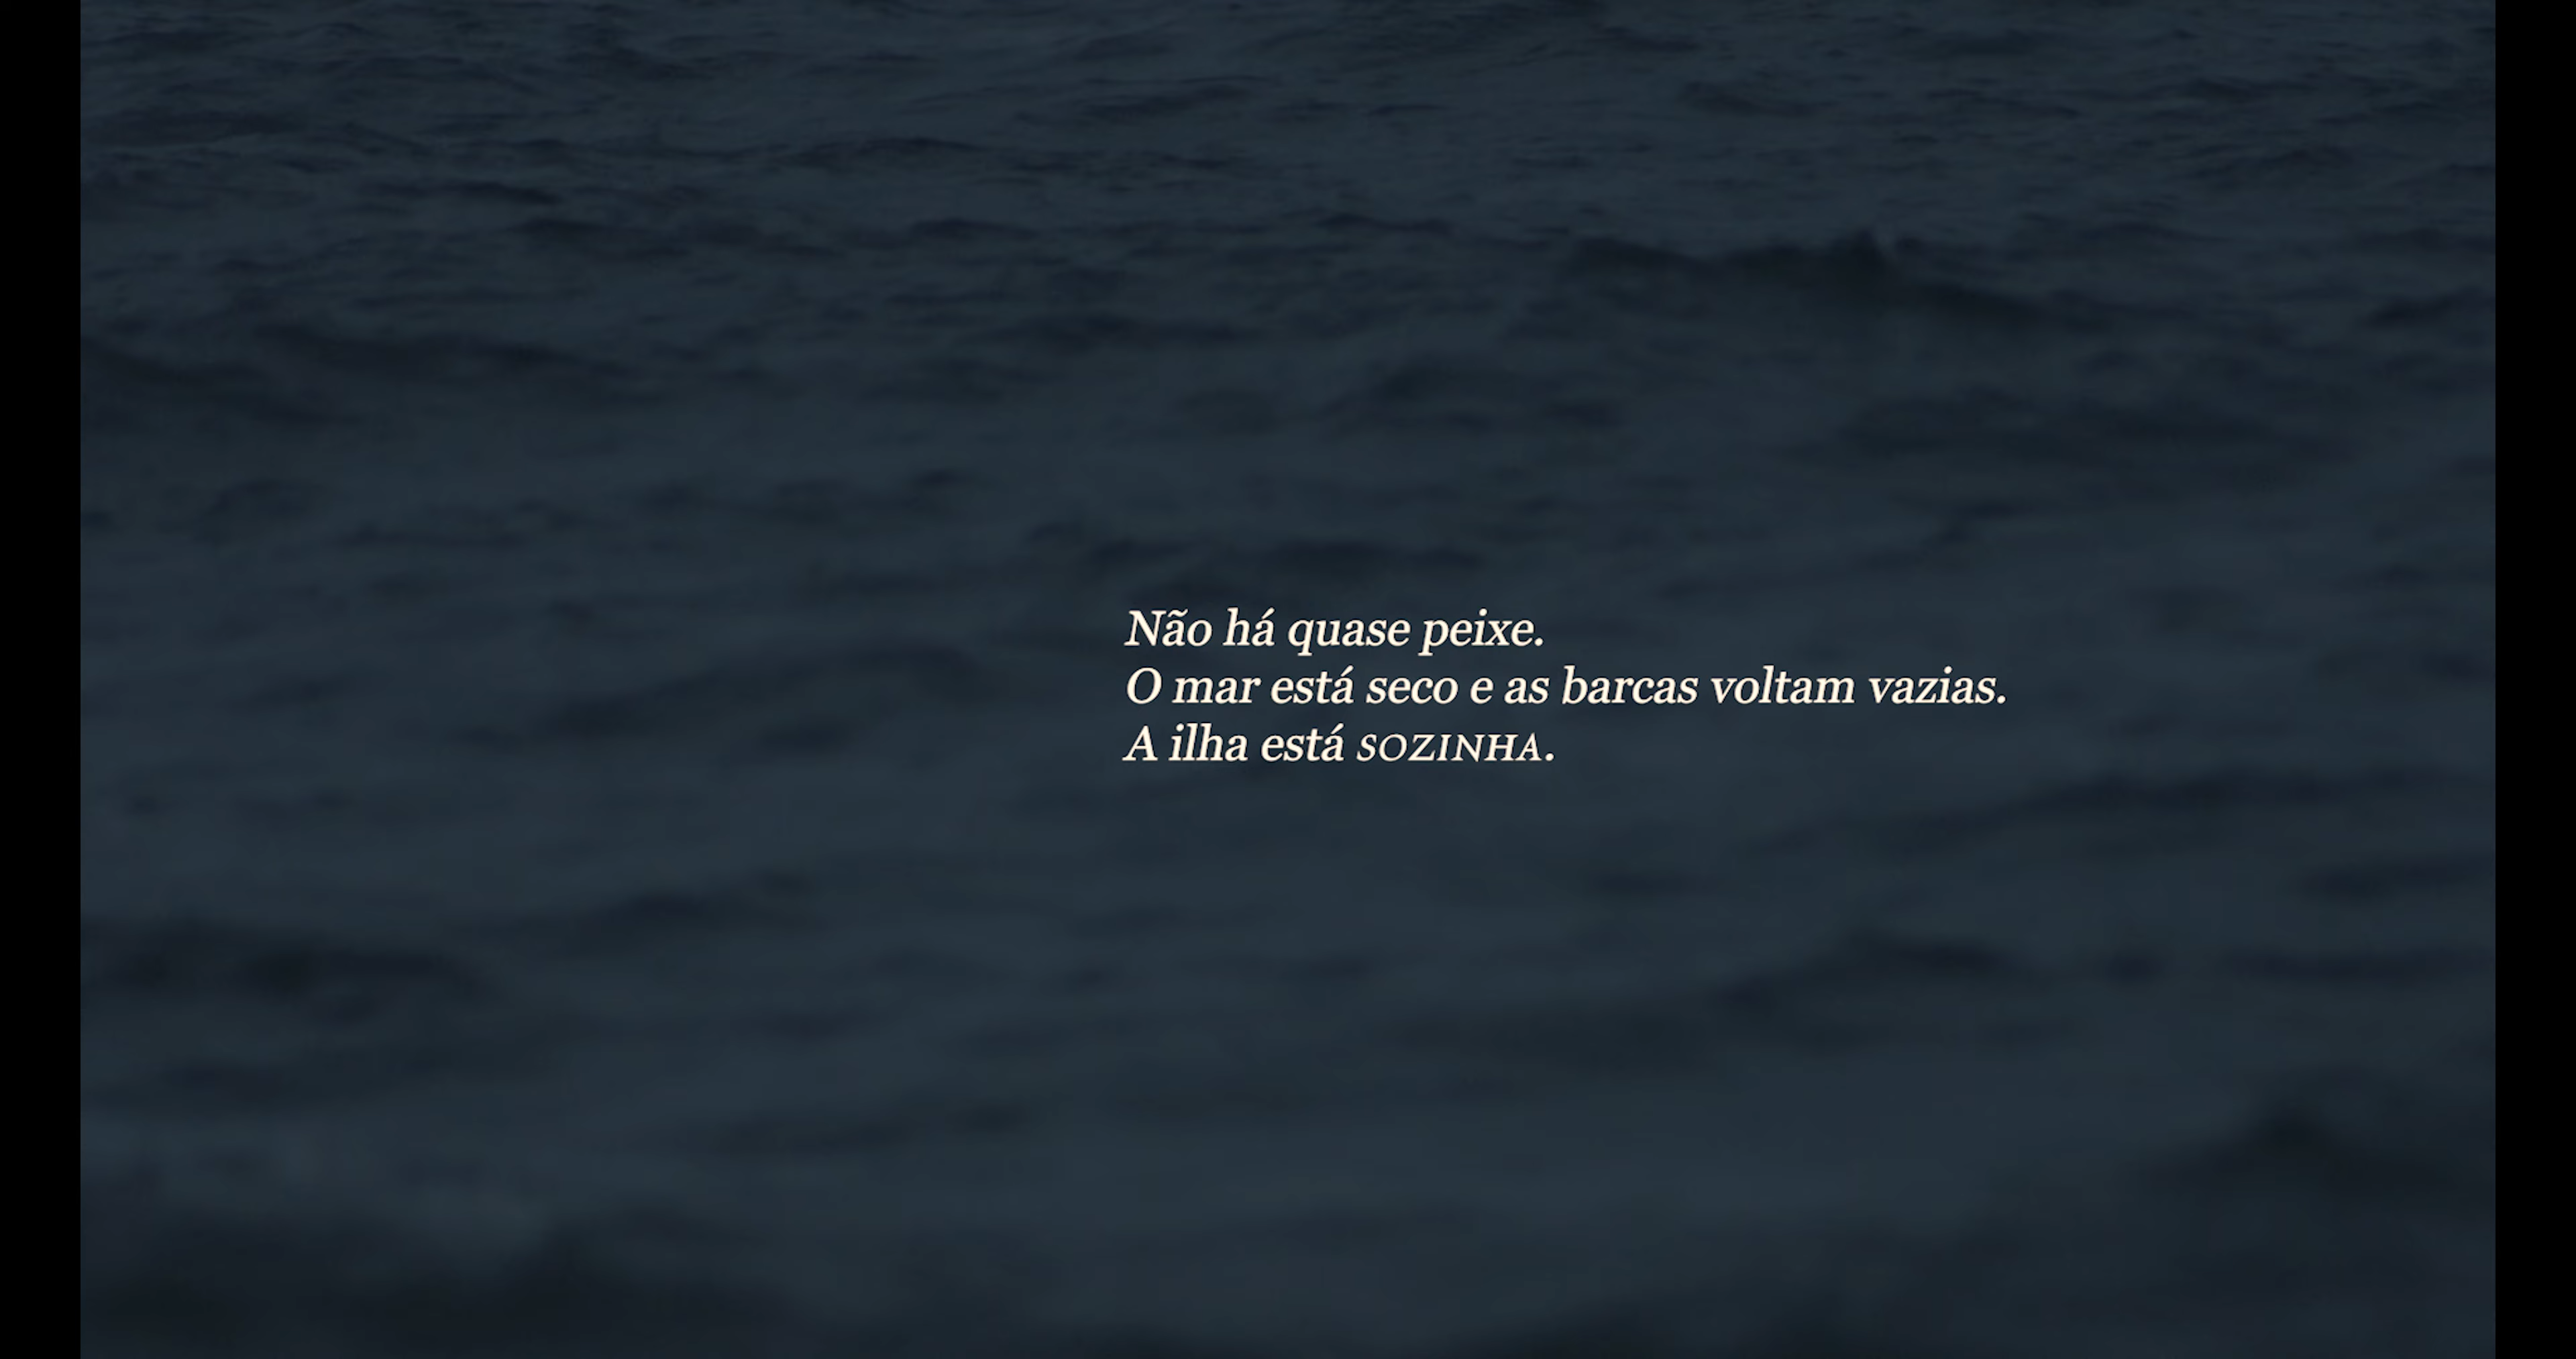 Não há quase peixe.
O mar está seco e as barcas voltam vazias.
A ilha está SOZINHA.